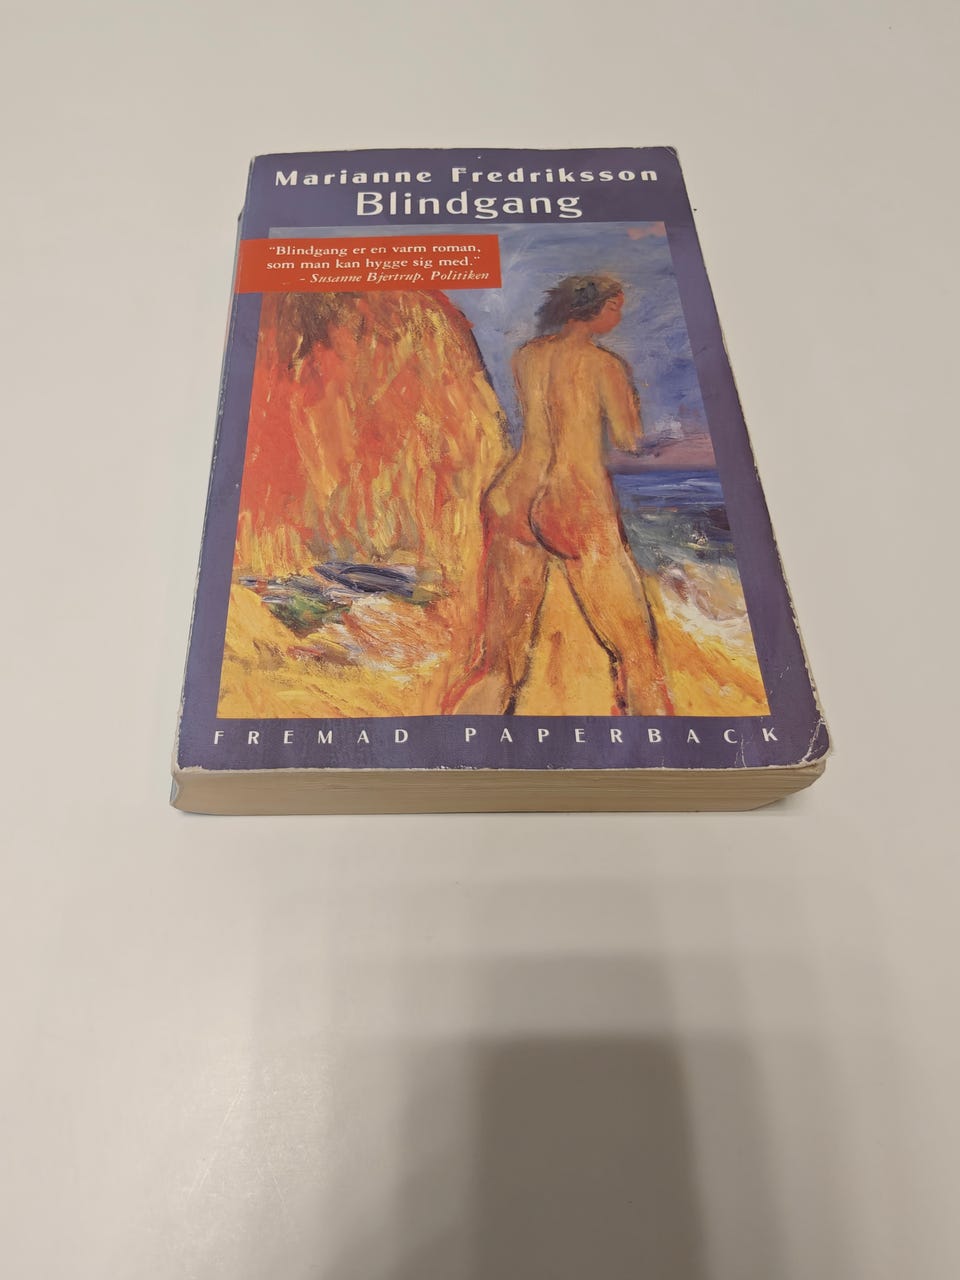 Marianne Fredriksson
Blindgang
"Blindgang er en varm roman,
som man kan hygge sig med."
- Susanne Bjertrup, Politiken
FREMAD PAPERBACK